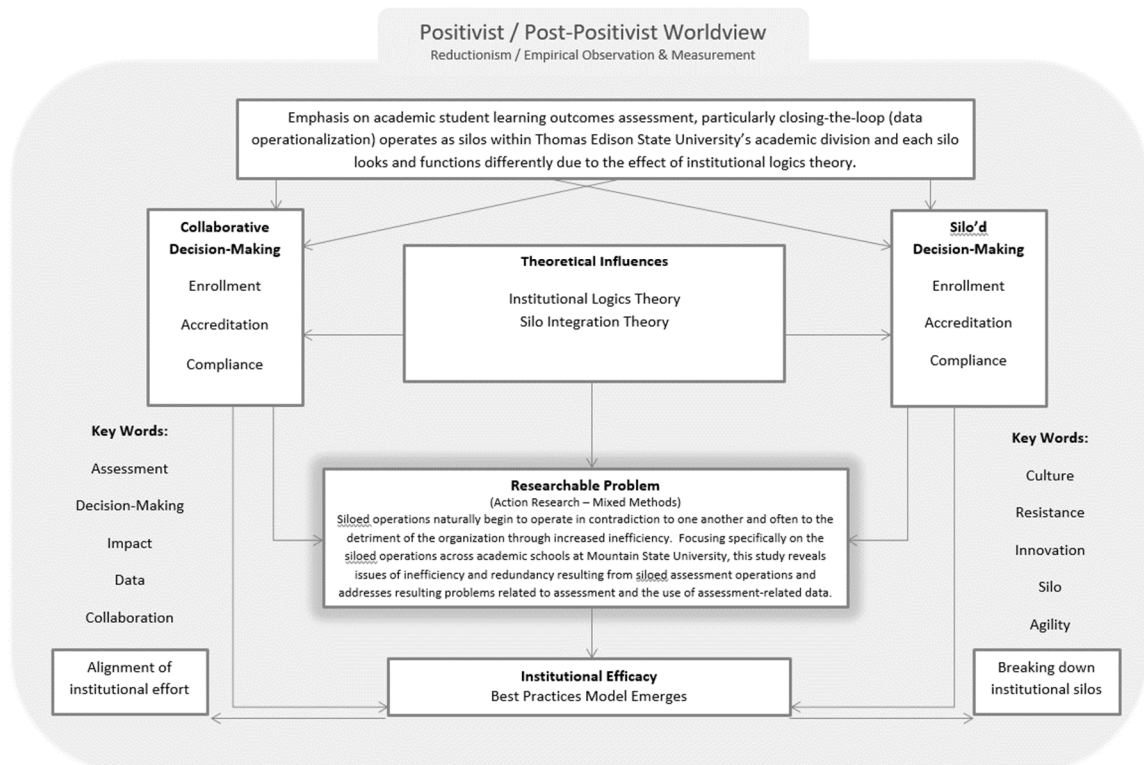 Positivist / Post-Positivist Worldview
Reductionism / Empirical Observation & Measurement
Emphasis on academic student learning outcomes assessment, particularly closing-the-loop (data
operationalization) operates as silos within Thomas Edison State University's academic division and each silo
looks and functions differently due to the effect of institutional logics theory.
Collaborative
Decision-Making
Enrollment
Accreditation
Compliance
Theoretical Influences
Institutional Logics Theory
Silo Integration Theory
Silo'd
Decision-Making
Enrollment
Accreditation
Compliance
Key Words:
Assessment
Decision-Making
Impact
Data
Collaboration
Researchable Problem
(Action Research – Mixed Methods)
Siloed operations naturally begin to operate in contradiction to one another and often to the
detriment of the organization through increased inefficiency. Focusing specifically on the
siloed operations across academic schools at Mountain State University, this study reveals
issues of inefficiency and redundancy resulting from siloed assessment operations and
addresses resulting problems related to assessment and the use of assessment-related data.
Key Words:
Culture
Resistance
Innovation
Silo
Agility
Alignment of
institutional effort
Institutional Efficacy
Best Practices Model Emerges
Breaking down
institutional silos